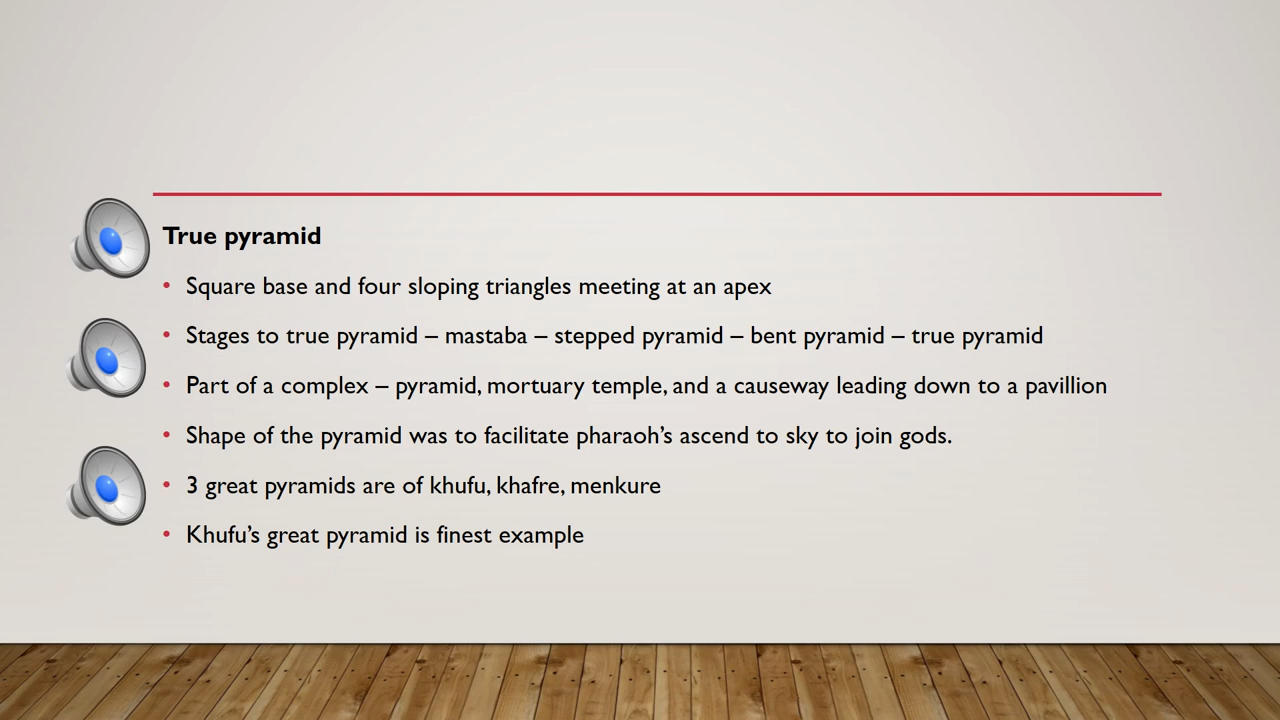 True pyramid
• Square base and four sloping triangles meeting at an apex
• Stages to true pyramid – mastaba – stepped pyramid – bent pyramid – true pyramid
• Part of a complex – pyramid, mortuary temple, and a causeway leading down to a pavillion
• Shape of the pyramid was to facilitate pharaoh’s ascend to sky to join gods.
• 3 great pyramids are of khufu, khafre, menkure
• Khufu’s great pyramid is finest example